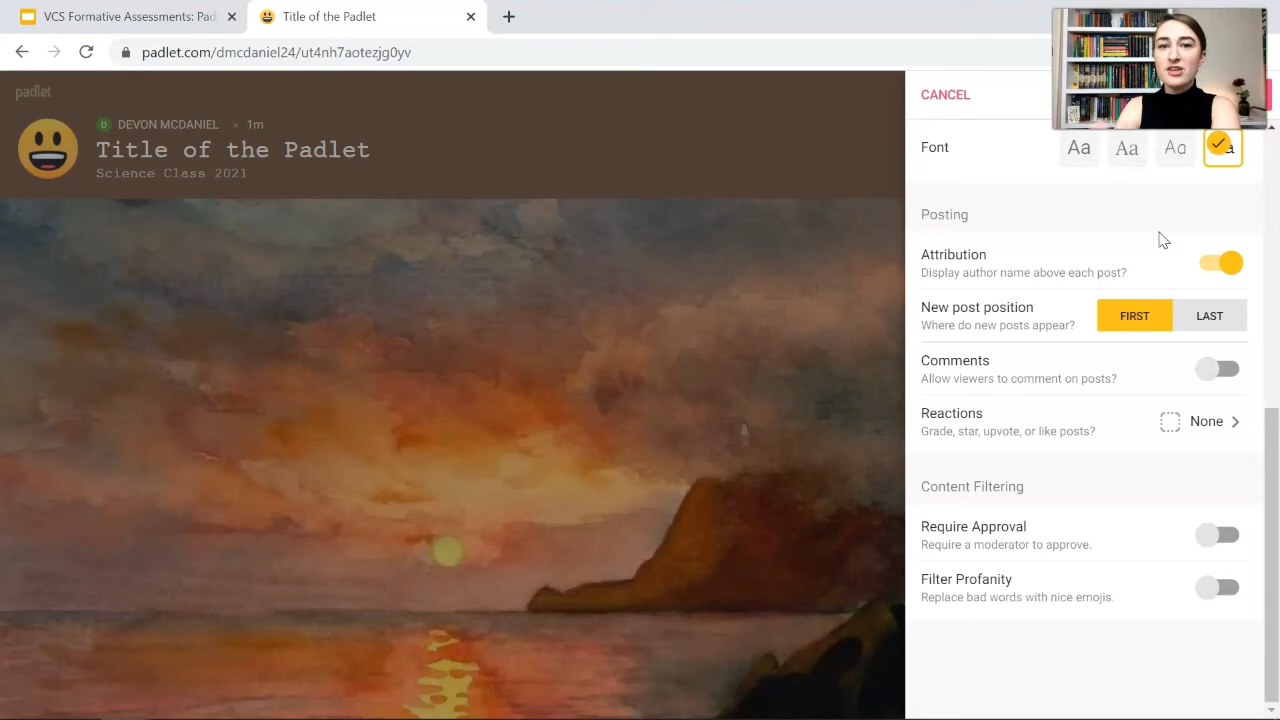 VCS Formative Assessments: Pad
Title of the Padlet
padlet.com/dmcdaniel24/ut4m7aotezjg0y
padlet
D DEVON MCDANIEL • 1m
Title of the Padlet
Science Class 2021
CANCEL
Font
Aa Aa Aa
Posting
Attribution
Display author name above each post?
New post position
Where do new posts appear?
FIRST LAST
Comments
Allow viewers to comment on posts?
Reactions
Grade, star, upvote, or like posts?
None
Content Filtering
Require Approval
Require a moderator to approve.
Filter Profanity
Replace bad words with nice emojis.